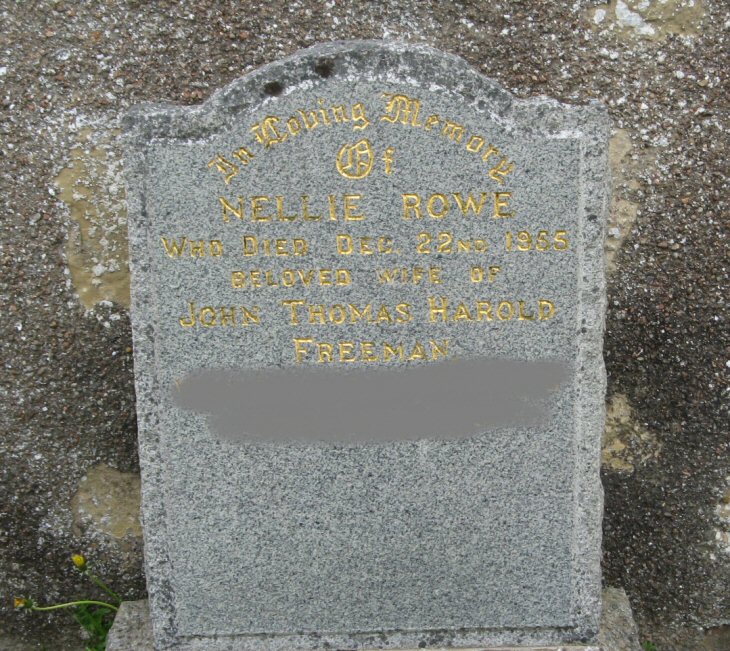 In Loving Memory
Of
NELLIE ROWE
WHO DIED DEC. 22ND 1955
BELOVED WIFE OF
JOHN THOMAS HAROLD
FREEMAN.